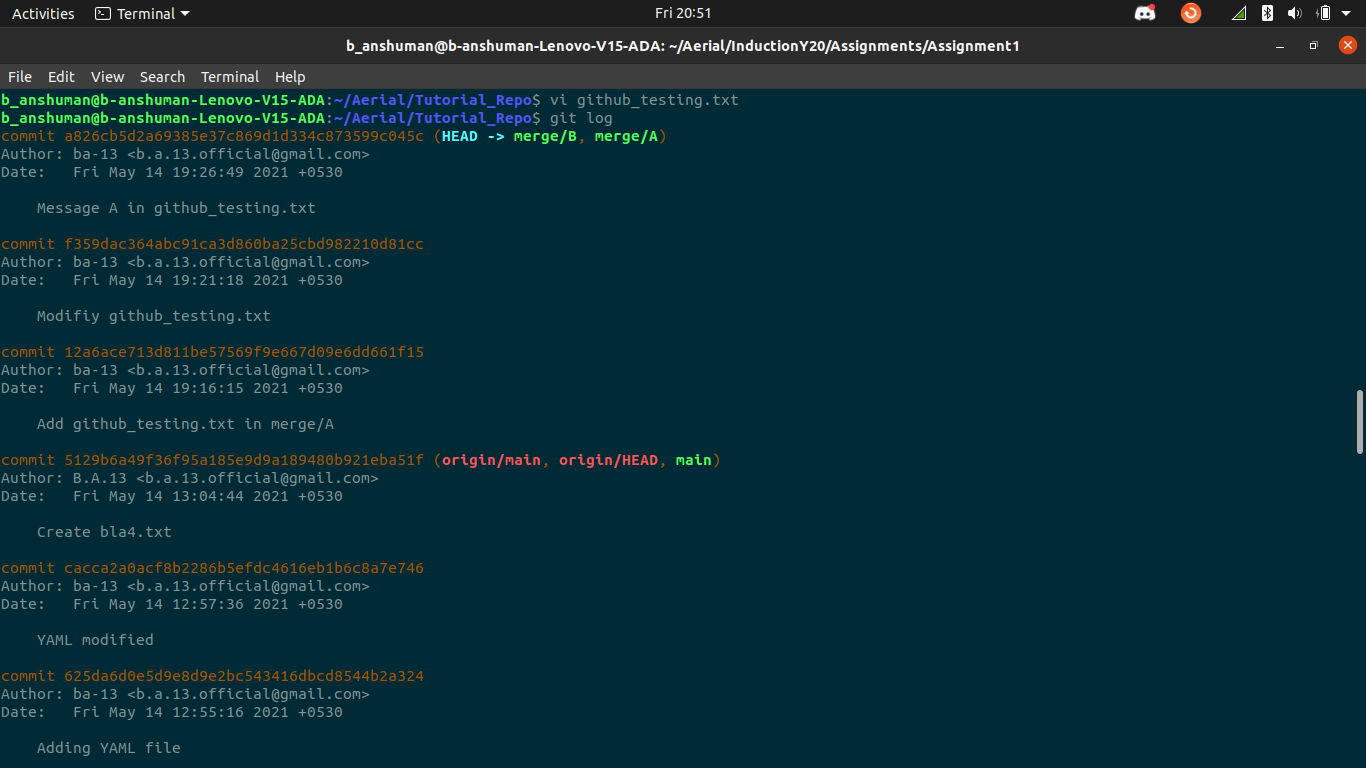 Activities Terminal Fri 20:51
b_anshuman@b-anshuman-Lenovo-V15-ADA: ~/Aerial/InductionY20/Assignments/Assignment1
File Edit View Search Terminal Help
b_anshuman@b-anshuman-Lenovo-V15-ADA:~/Aerial/Tutorial_Repo$ vi github_testing.txt
b_anshuman@b-anshuman-Lenovo-V15-ADA:~/Aerial/Tutorial_Repo$ git log
commit a826cb5d2a69385e37c869d1d334c873599c045c (HEAD -> merge/B, merge/A)
Author: ba-13 <b.a.13.official@gmail.com>
Date:   Fri May 14 19:26:49 2021 +0530
    Message A in github_testing.txt
commit f359dac364abc91ca3d860ba25cbd982210d81cc
Author: ba-13 <b.a.13.official@gmail.com>
Date:   Fri May 14 19:21:18 2021 +0530
    Modifiy github_testing.txt
commit 12a6ace713d811be57569f9e667d09e6dd661f15
Author: ba-13 <b.a.13.official@gmail.com>
Date:   Fri May 14 19:16:15 2021 +0530
    Add github_testing.txt in merge/A
commit 5129b6a49f36f95a185e9d9a189480b921eba51f (origin/main, origin/HEAD, main)
Author: B.A.13 <b.a.13.official@gmail.com>
Date:   Fri May 14 13:04:44 2021 +0530
    Create bla4.txt
commit cacca2a0acf8b2286b5efdc4616eb1b6c8a7e746
Author: ba-13 <b.a.13.official@gmail.com>
Date:   Fri May 14 12:57:36 2021 +0530
    YAML modified
commit 625da6d0e5d9e8d9e2bc543416dbcd8544b2a324
Author: ba-13 <b.a.13.official@gmail.com>
Date:   Fri May 14 12:55:16 2021 +0530
    Adding YAML file